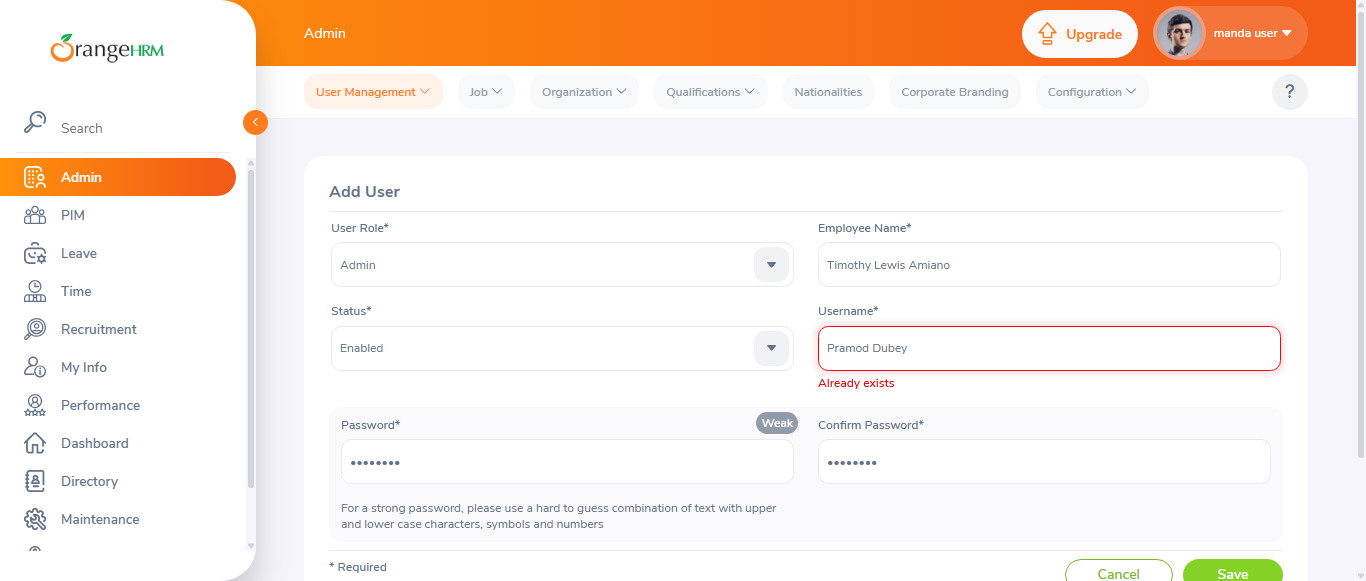 OrangeHRM
Admin
Upgrade
manda user
User Management
Job
Organization
Qualifications
Nationalities
Corporate Branding
Configuration
?
Search
Admin
PIM
Leave
Time
Recruitment
My Info
Performance
Dashboard
Directory
Maintenance
Add User
User Role*
Employee Name*
Admin
Timothy Lewis Amiano
Status*
Username*
Enabled
Pramod Dubey
Already exists
Password*
Weak
Confirm Password*
••••••••
••••••••
For a strong password, please use a hard to guess combination of text with upper
and lower case characters, symbols and numbers
* Required
Cancel
Save